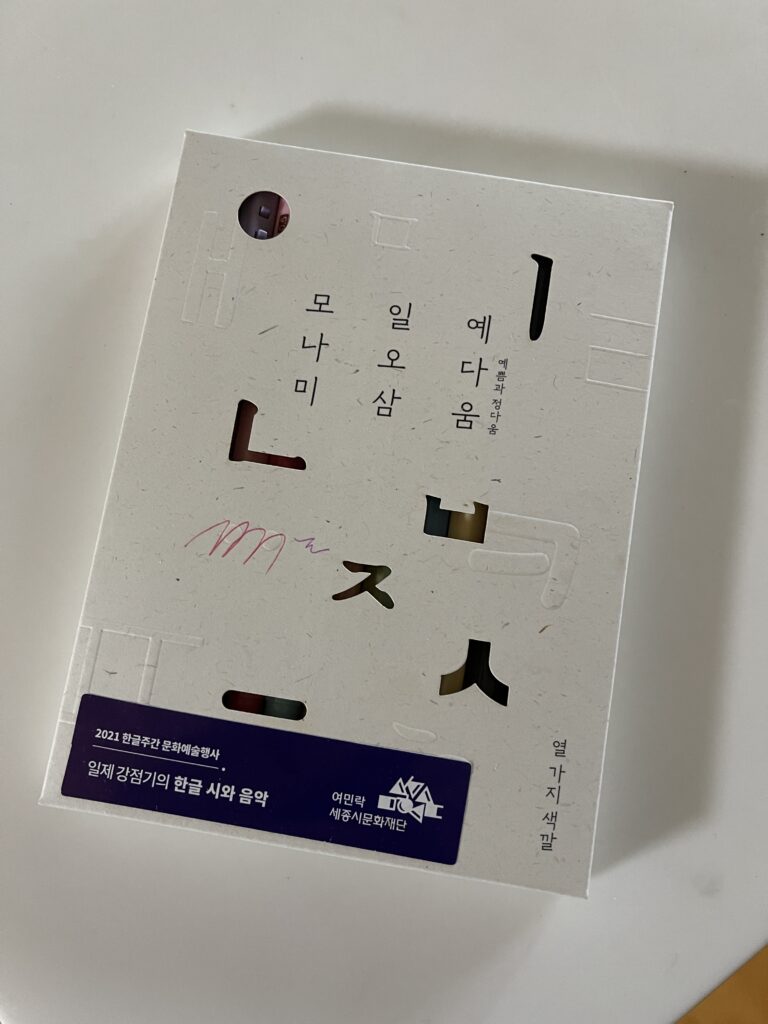 모나미
일오삼
예다움
예쁨과 정다움
열 가지 색깔
2021 한글주간 문화예술행사
일제 강점기의 한글 시와 음악
여민락
세종시문화재단